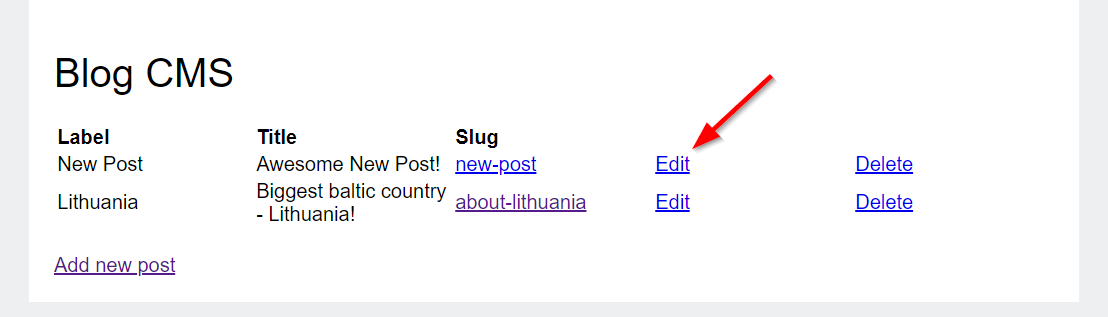 Blog CMS
Label Title Slug
New Post Awesome New Post! new-post Edit Delete
Lithuania Biggest baltic country - Lithuania! about-lithuania Edit Delete
Add new post